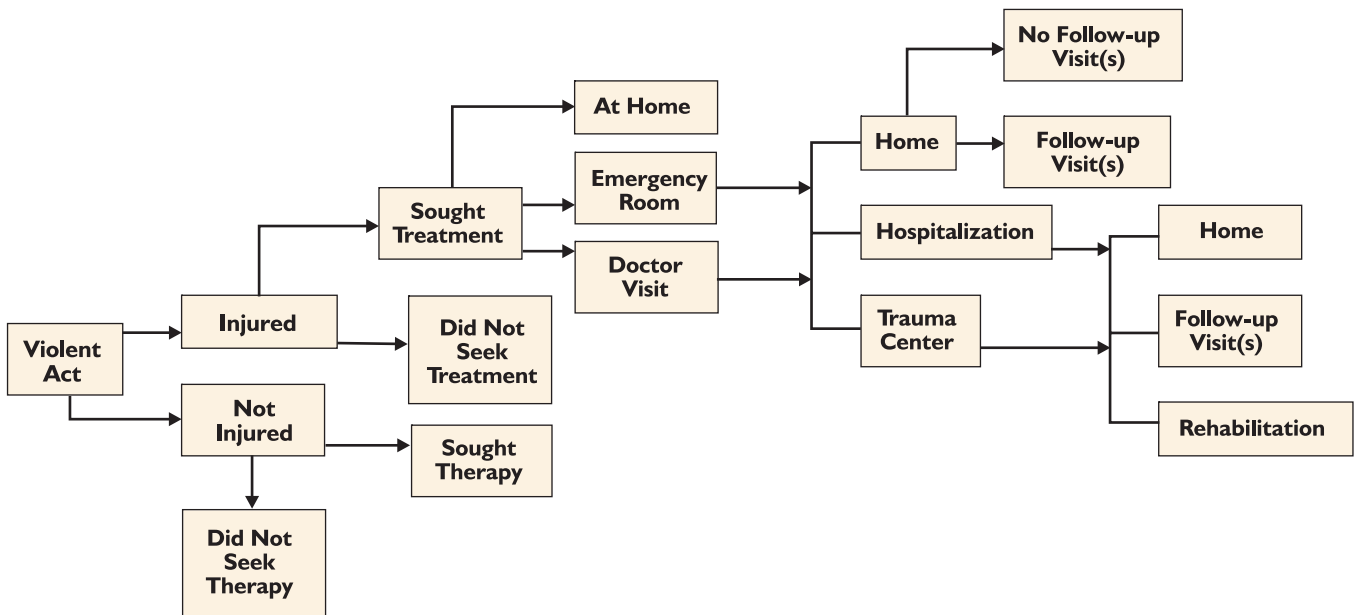 No Follow-up
Visit(s)
At Home
Home
Follow-up
Visit(s)
Emergency
Room
Sought
Treatment
Hospitalization
Home
Doctor
Visit
Injured
Did Not
Seek
Treatment
Trauma
Center
Follow-up
Visit(s)
Violent
Act
Not
Injured
Sought
Therapy
Rehabilitation
Did Not
Seek
Therapy